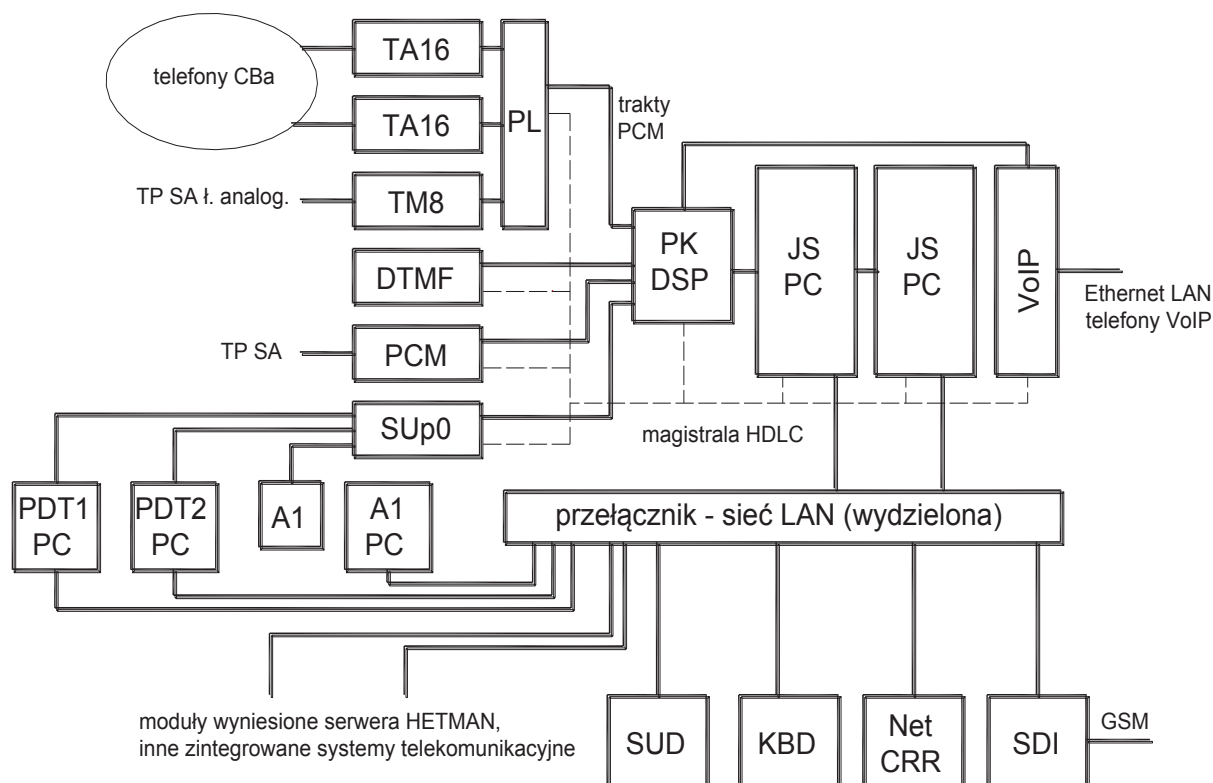 telefony CBa
TA16
TA16
PL
trakty
PCM
TP SA ł. analog.
TM8
PK
DSP
JS
PC
JS
PC
VoIP
Ethernet LAN
telefony VoIP
DTMF
TP SA
PCM
SUp0
magistrala HDLC
PDT1
PC
PDT2
PC
A1
A1
PC
przełącznik - sieć LAN (wydzielona)
moduły wyniesione serwera HETMAN,
inne zintegrowane systemy telekomunikacyjne
SUD
KBD
Net
CRR
SDI
GSM